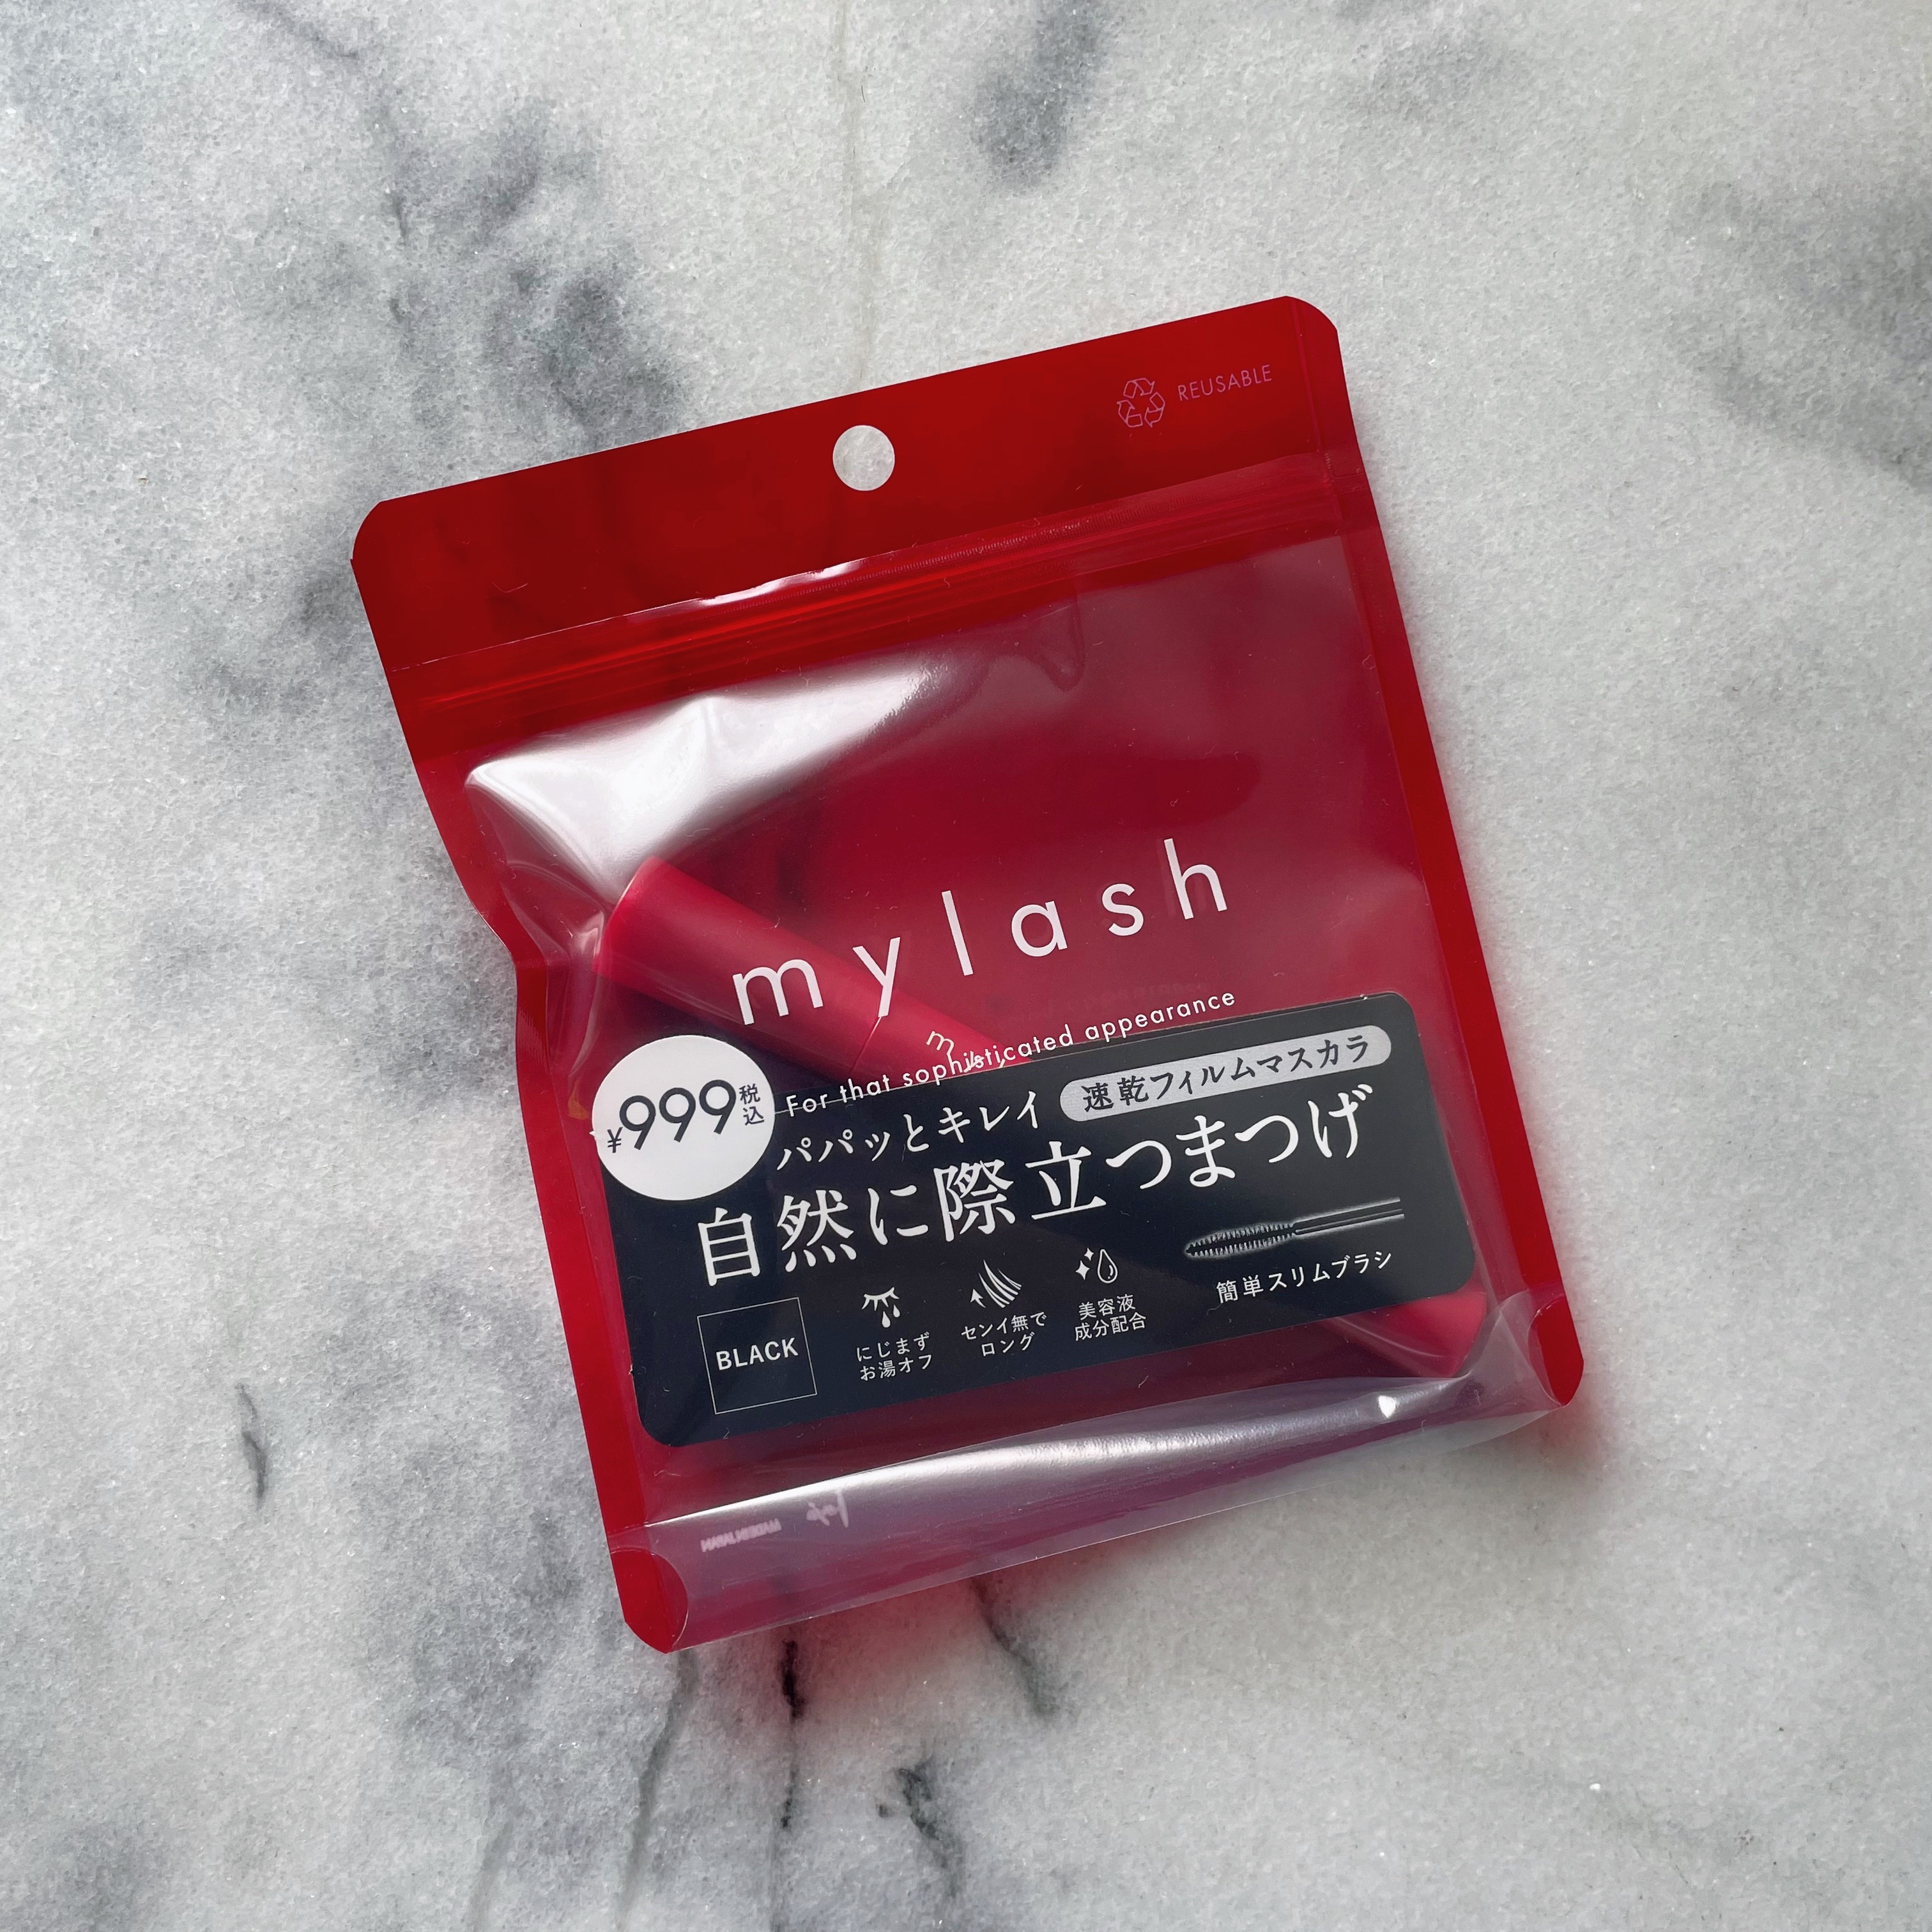 REUSABLE
mylash
For that sophisticated appearance
¥999税込
パパッとキレイ
速乾フィルムマスカラ
自然に際立つまつげ
BLACK
にじまず
お湯オフ
センイ無で
ロング
美容液
成分配合
簡単スリムブラシ
MADE IN JAPAN